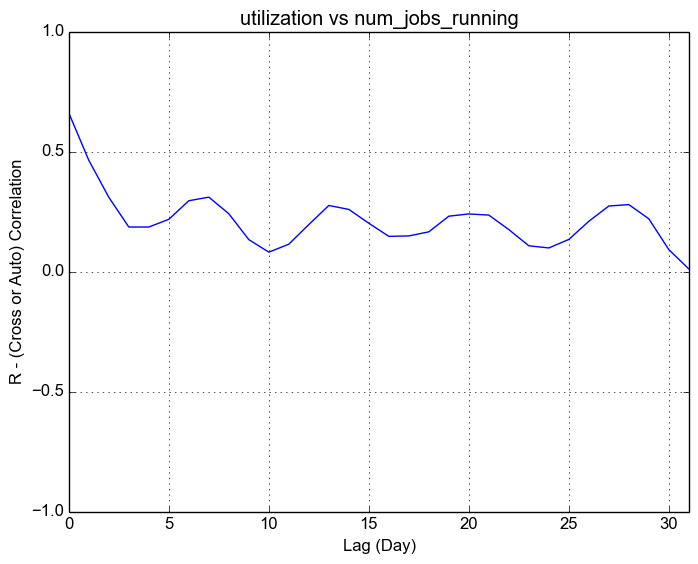 utilization vs num_jobs_running
1.0
0.5
0.0
−0.5
−1.0
R - (Cross or Auto) Correlation
0 5 10 15 20 25 30
Lag (Day)